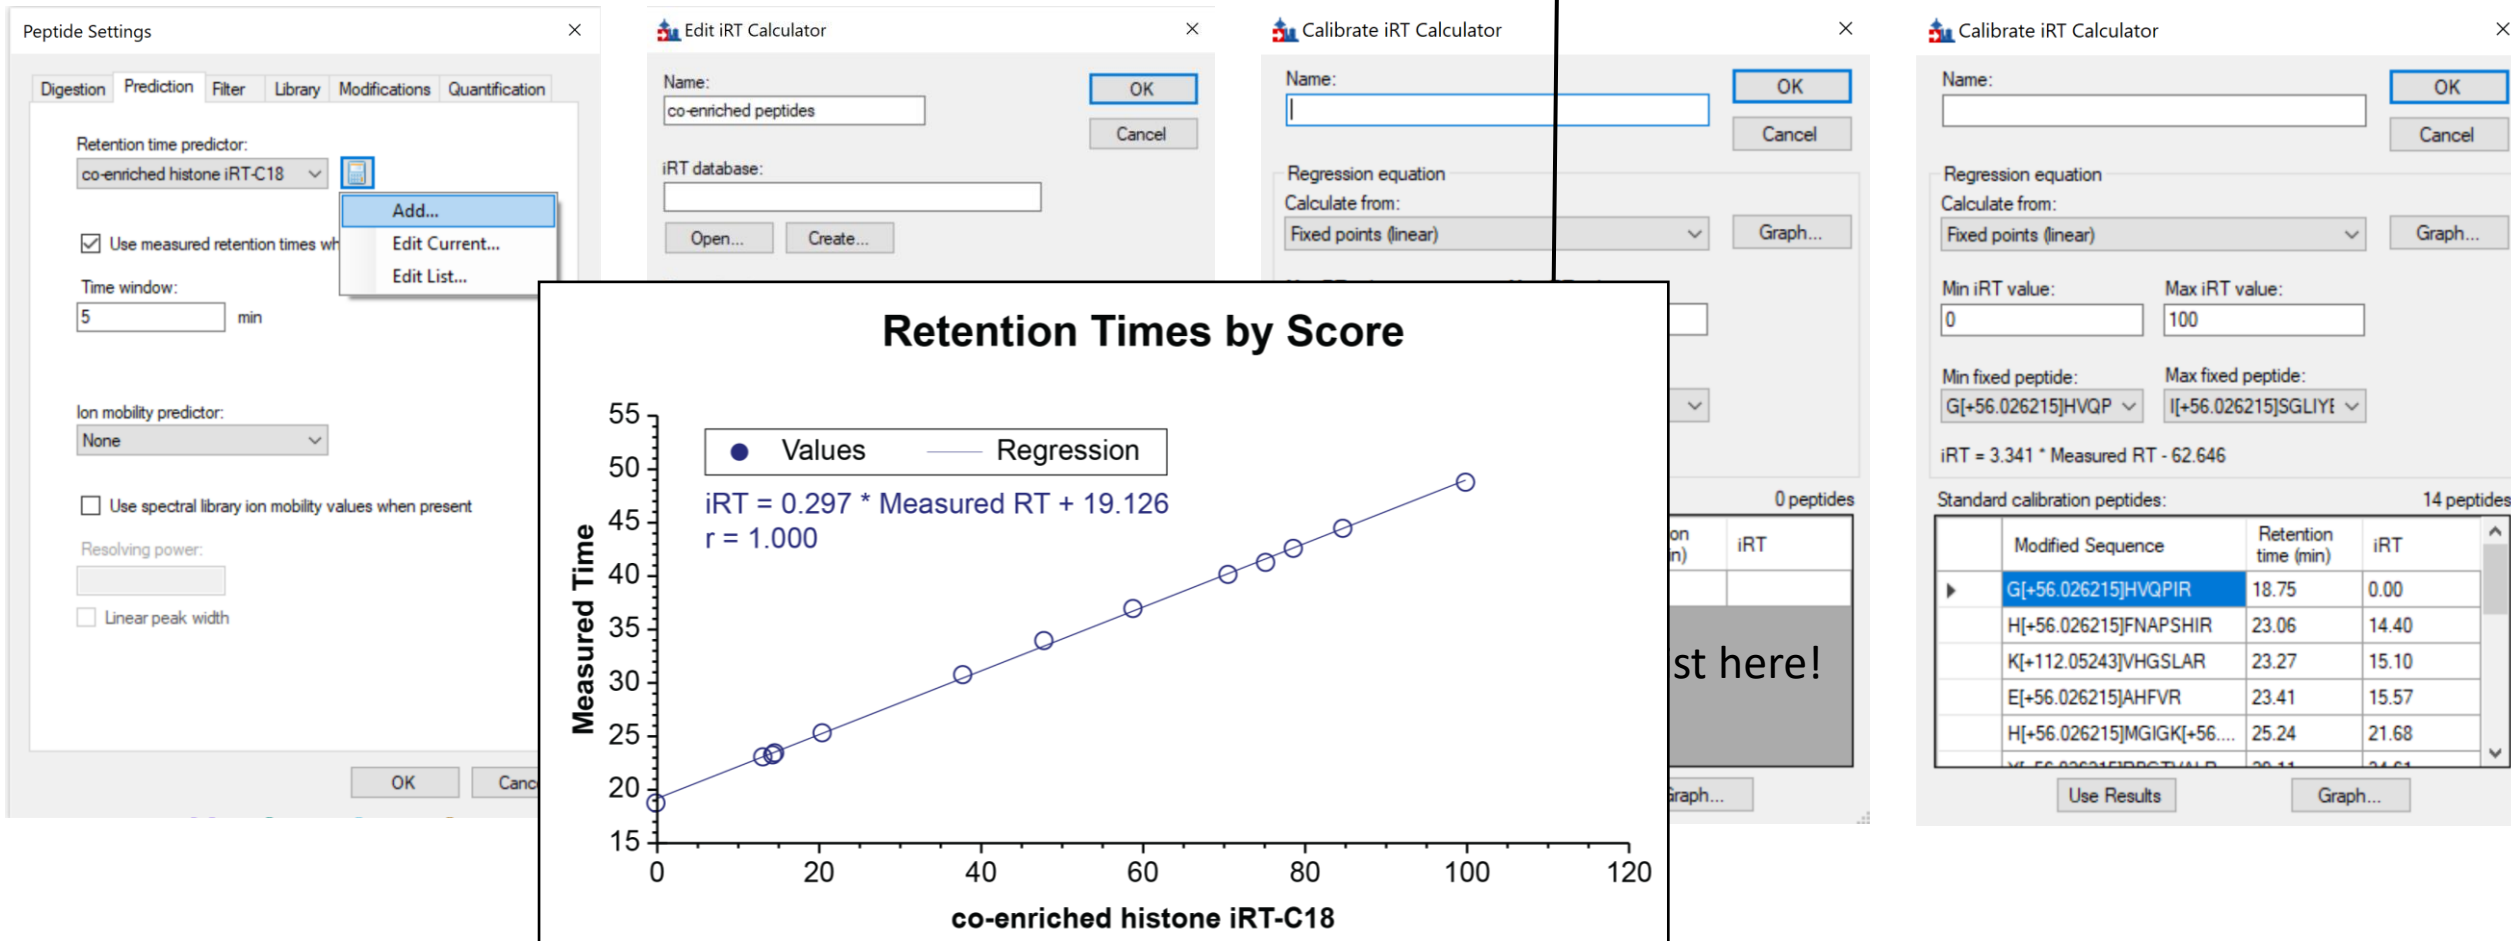 Peptide Settings
Digestion Prediction Filter Library Modifications Quantification
Retention time predictor:
co-enriched histone iRT-C18
Add...
Edit Current...
Edit List...
Use measured retention times wh
Time window:
5 min
Ion mobility predictor:
None
Use spectral library ion mobility values when present
Resolving power:
Linear peak width
OK Canc
Edit iRT Calculator
Name:
co-enriched peptides
OK
Cancel
iRT database:
Open... Create...
Calibrate iRT Calculator
Name:
OK
Cancel
Regression equation
Calculate from:
Fixed points (linear)
Graph...
0 peptides
on
in)
iRT
st here!
Graph...
Retention Times by Score
Values Regression
iRT = 0.297 * Measured RT + 19.126
r = 1.000
Measured Time
55
50
45
40
35
30
25
20
15
0 20 40 60 80 100 120
co-enriched histone iRT-C18
Calibrate iRT Calculator
Name:
OK
Cancel
Regression equation
Calculate from:
Fixed points (linear)
Graph...
Min iRT value: Max iRT value:
0 100
Min fixed peptide: Max fixed peptide:
G[+56.026215]HVQP I[+56.026215]SGLIYE
iRT = 3.341 * Measured RT - 62.646
Standard calibration peptides: 14 peptides
Modified Sequence Retention time (min) iRT
G[+56.026215]HVQPIR 18.75 0.00
H[+56.026215]FNAPSHIR 23.06 14.40
K[+112.05243]VHGSLAR 23.27 15.10
E[+56.026215]AHFVR 23.41 15.57
H[+56.026215]MGIGK[+56.... 25.24 21.68
Use Results Graph...